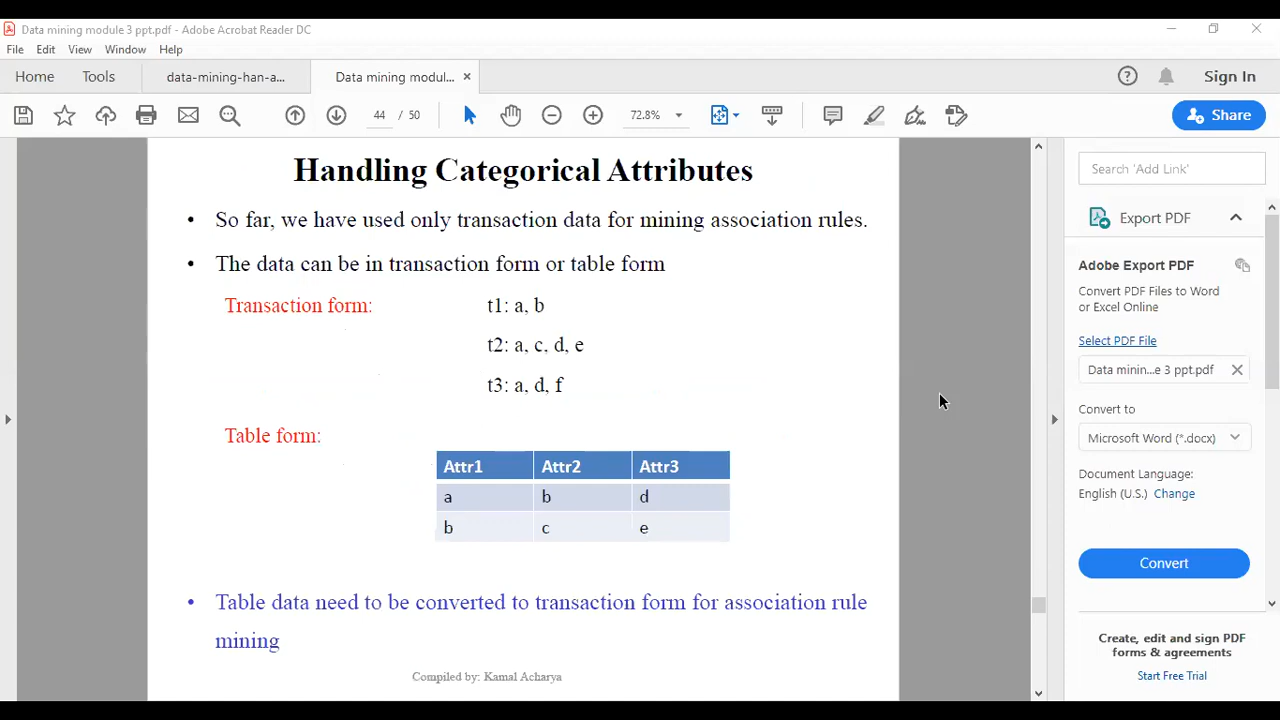 Data mining module 3 ppt.pdf - Adobe Acrobat Reader DC
File Edit View Window Help
Home Tools data-mining-han-a... Data mining modul... ×
44 / 50 72.8% Share
? Sign In
Handling Categorical Attributes
• So far, we have used only transaction data for mining association rules.
• The data can be in transaction form or table form
Transaction form: t1: a, b
t2: a, c, d, e
t3: a, d, f
Table form:
Attr1 Attr2 Attr3
a b d
b c e
• Table data need to be converted to transaction form for association rule
mining
Compiled by: Kamal Acharya
Search 'Add Link'
Export PDF
Adobe Export PDF
Convert PDF Files to Word
or Excel Online
Select PDF File
Data minin...e 3 ppt.pdf
Convert to
Microsoft Word (*.docx)
Document Language:
English (U.S.) Change
Convert
Create, edit and sign PDF
forms & agreements
Start Free Trial